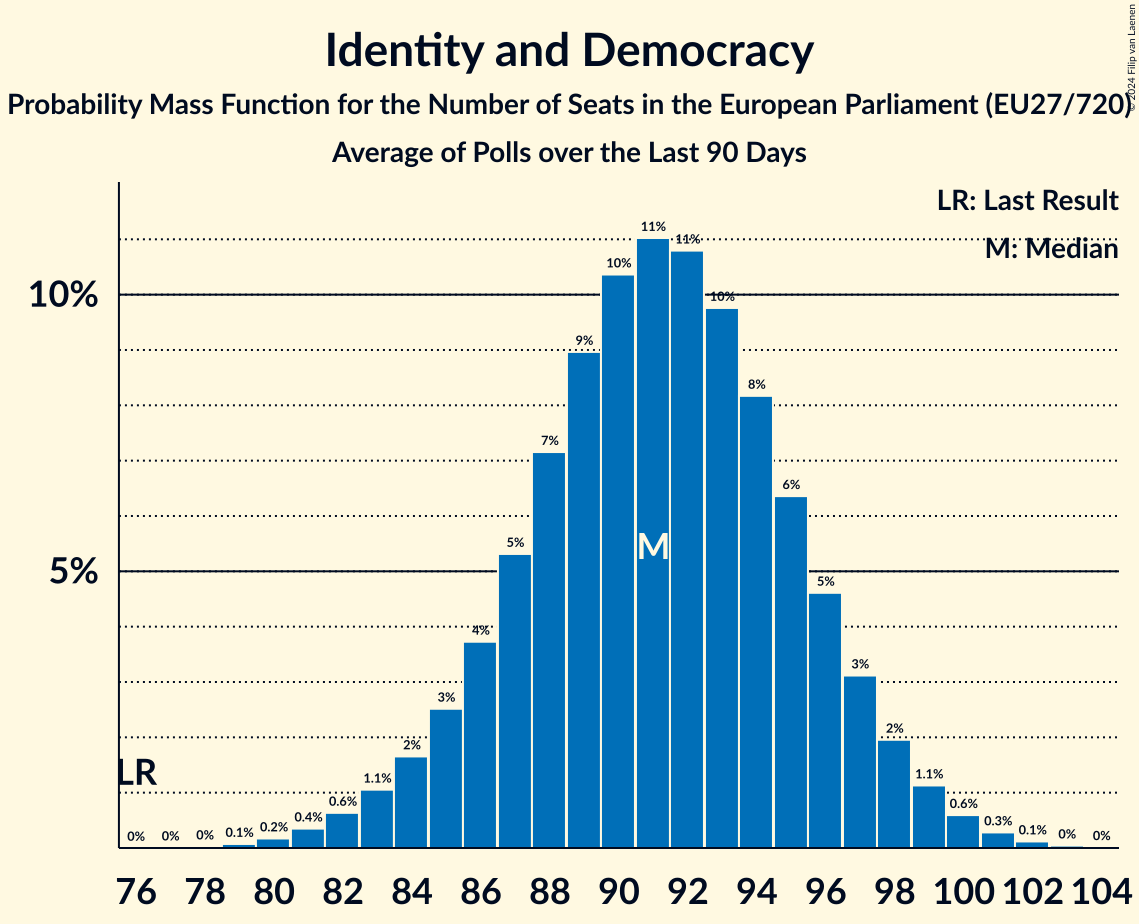 Identity and Democracy
Probability Mass Function for the Number of Seats in the European Parliament (EU27/720)
Average of Polls over the Last 90 Days
© 2024 Filip van Laenen
LR: Last Result
M: Median
10%
5%
LR
M
0% 0% 0% 0.1% 0.2% 0.4% 0.6% 1.1% 2% 3% 4% 5% 7% 9% 10% 11% 11% 10% 8% 6% 5% 3% 2% 1.1% 0.6% 0.3% 0.1% 0% 0%
76 78 80 82 84 86 88 90 92 94 96 98 100 102 104